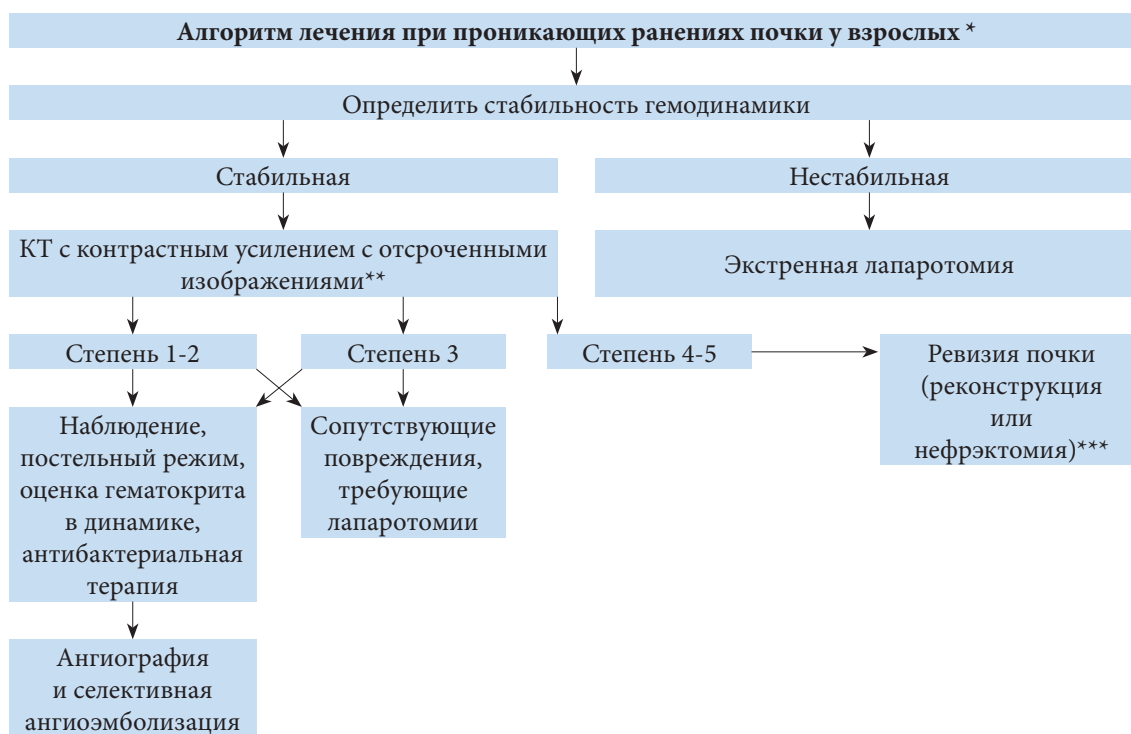 Алгоритм лечения при проникающих ранениях почки у взрослых *
Определить стабильность гемодинамики
Стабильная
Нестабильная
КТ с контрастным усилением с отсроченными
изображениями**
Экстренная лапаротомия
Степень 1-2
Степень 3
Степень 4-5
Ревизия почки
(реконструкция
или
нефрэктомия)***
Наблюдение,
постельный режим,
оценка гематокрита
в динамике,
антибактериальная
терапия
Сопутствующие
повреждения,
требующие
лапаротомии
Ангиография
и селективная
ангиоэмболизация